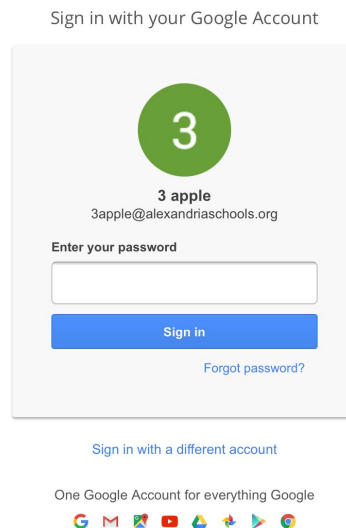 Sign in with your Google Account
3
3 apple
3apple@alexandriaschools.org
Enter your password
Sign in
Forgot password?
Sign in with a different account
One Google Account for everything Google